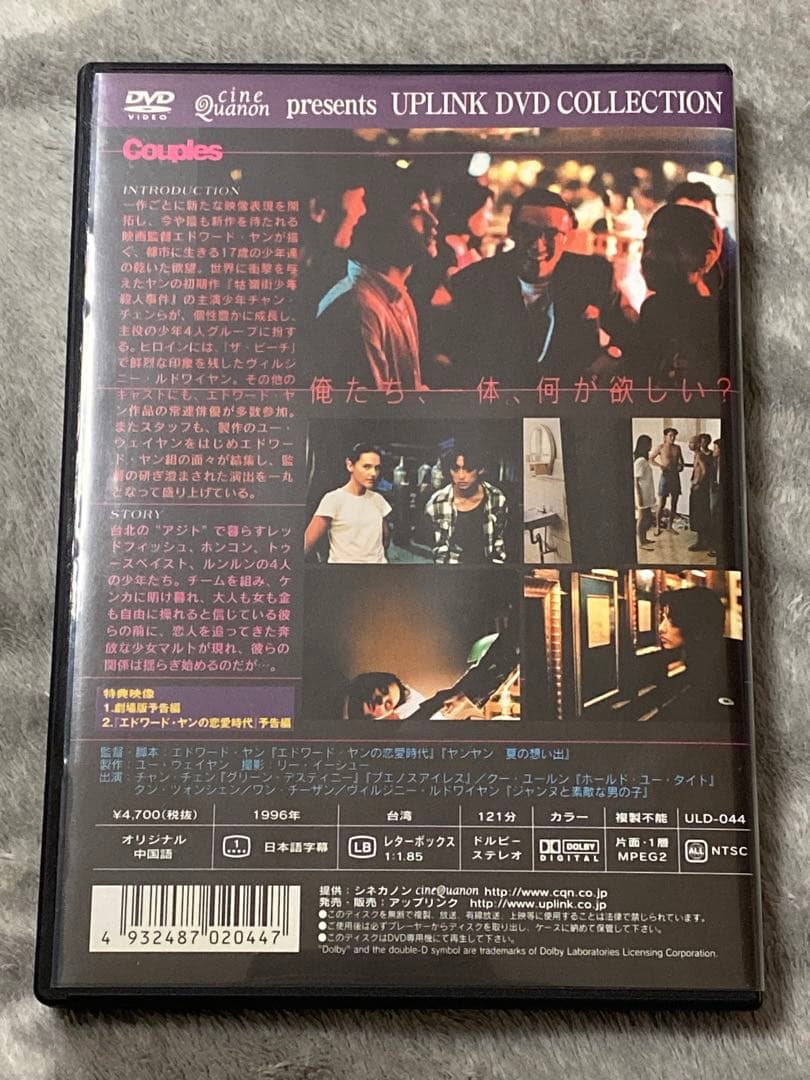 DVD VIDEO cine Quanon presents UPLINK DVD COLLECTION
Couples
INTRODUCTION
一作ごとに新たな映像表現を開
拓し、今や最も新作を待たれる
映画監督エドワード・ヤンが描
く、都市に生きる17歳の少年達
の乾いた欲望。世界に衝撃を与
えたヤンの初期作『牯嶺街少年
殺人事件』の主演少年チャン・
チェンらが、個性豊かに成長し、
主役の少年4人グループに扮す
る。ヒロインには、『ザ・ビーチ』
で鮮烈な印象を残したヴィルジ
ニー・ルドワイヤン。その他の
キャストにも、エドワード・ヤ
ン作品の常連俳優が多数参加。
またスタッフも、製作のユー・
ウェイヤンをはじめエドワー
ド・ヤン組の面々が結集し、監
督の研ぎ澄まされた演出を一丸
となって盛り上げている。
俺たち、一体、何が欲しい?
STORY
台北の"アジト"で暮らすレッ
ドフィッシュ、ホンコン、トゥ
ースペイスト、ルンルンの4人
の少年たち。チームを組み、ケ
ンカに明け暮れ、大人も女も金
も自由に操れると信じている彼
らの前に、恋人を追ってきた奔
放な少女マルトが現れ、彼らの
関係は揺らぎ始めるのだが…。
特典映像
1.劇場版予告編
2.『エドワード・ヤンの恋愛時代』予告編
監督・脚本:エドワード・ヤン『エドワード・ヤンの恋愛時代』『ヤンヤン 夏の想い出』
製作:ユー・ウェイヤン 撮影:リー・イーシュー
出演:チャン・チェン『グリーン・デスティニー』『ブエノスアイレス』/クー・ユールン『ホールド・ユー・タイト』
タン・ツォンシェン/ワン・チーザン/ヴィルジニー・ルドワイヤン『ジャンヌと素敵な男の子』
¥4,700(税抜) 1996年 台湾 121分 カラー 複製不能 ULD-044
オリジナル 中国語 1... 日本語字幕 LB レターボックス 1:1.85 ドルビー ステレオ DOLBY DIGITAL 片面・1層 MPEG2 ALL NTSC
提供:シネカノン cine Quanon http://www.cqn.co.jp
発売・販売:アップリンク http://www.uplink.co.jp
●このディスクを無断で複製、放送、有線放送、上映等に使用することは法律で禁じられています。
●ご使用後は必ずプレーヤーからディスクを取り出し、ケースに納めて保管して下さい。
●このディスクはDVD専用機にて再生して下さい。
"Dolby" and the double-D symbol are trademarks of Dolby Laboratories Licensing Corporation.
4 932487 020447